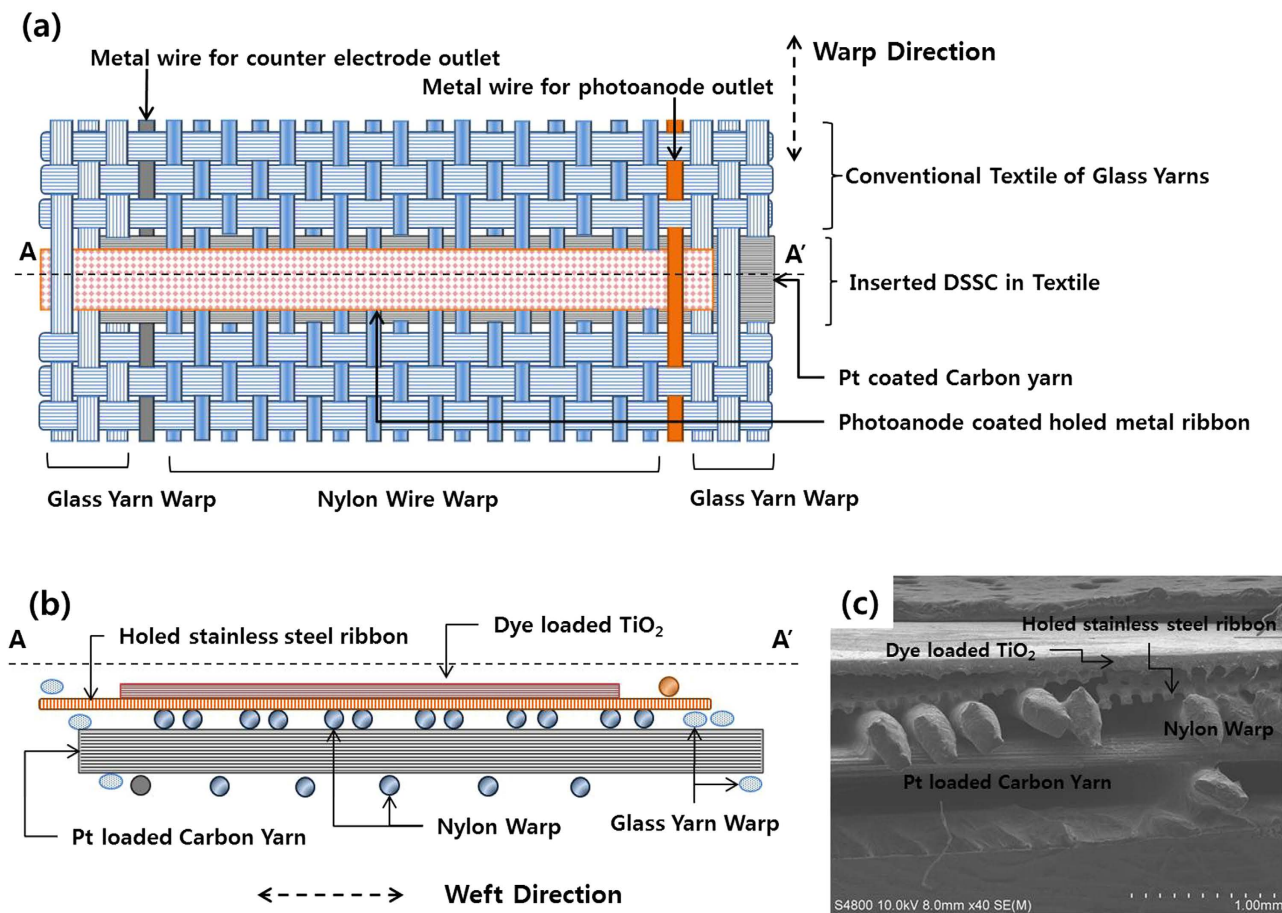 (a)
Metal wire for counter electrode outlet
Warp Direction
Metal wire for photoanode outlet
Conventional Textile of Glass Yarns
A
A’
Inserted DSSC in Textile
Pt coated Carbon yarn
Photoanode coated holed metal ribbon
Glass Yarn Warp
Nylon Wire Warp
Glass Yarn Warp
(b)
A
Holed stainless steel ribbon
Dye loaded TiO₂
A’
Pt loaded Carbon Yarn
Nylon Warp
Glass Yarn Warp
Weft Direction
(c)
Holed stainless steel ribbon
Dye loaded TiO₂
Nylon Warp
Pt loaded Carbon Yarn
S4800 10.0kV 8.0mm x40 SE(M)
1.00mm